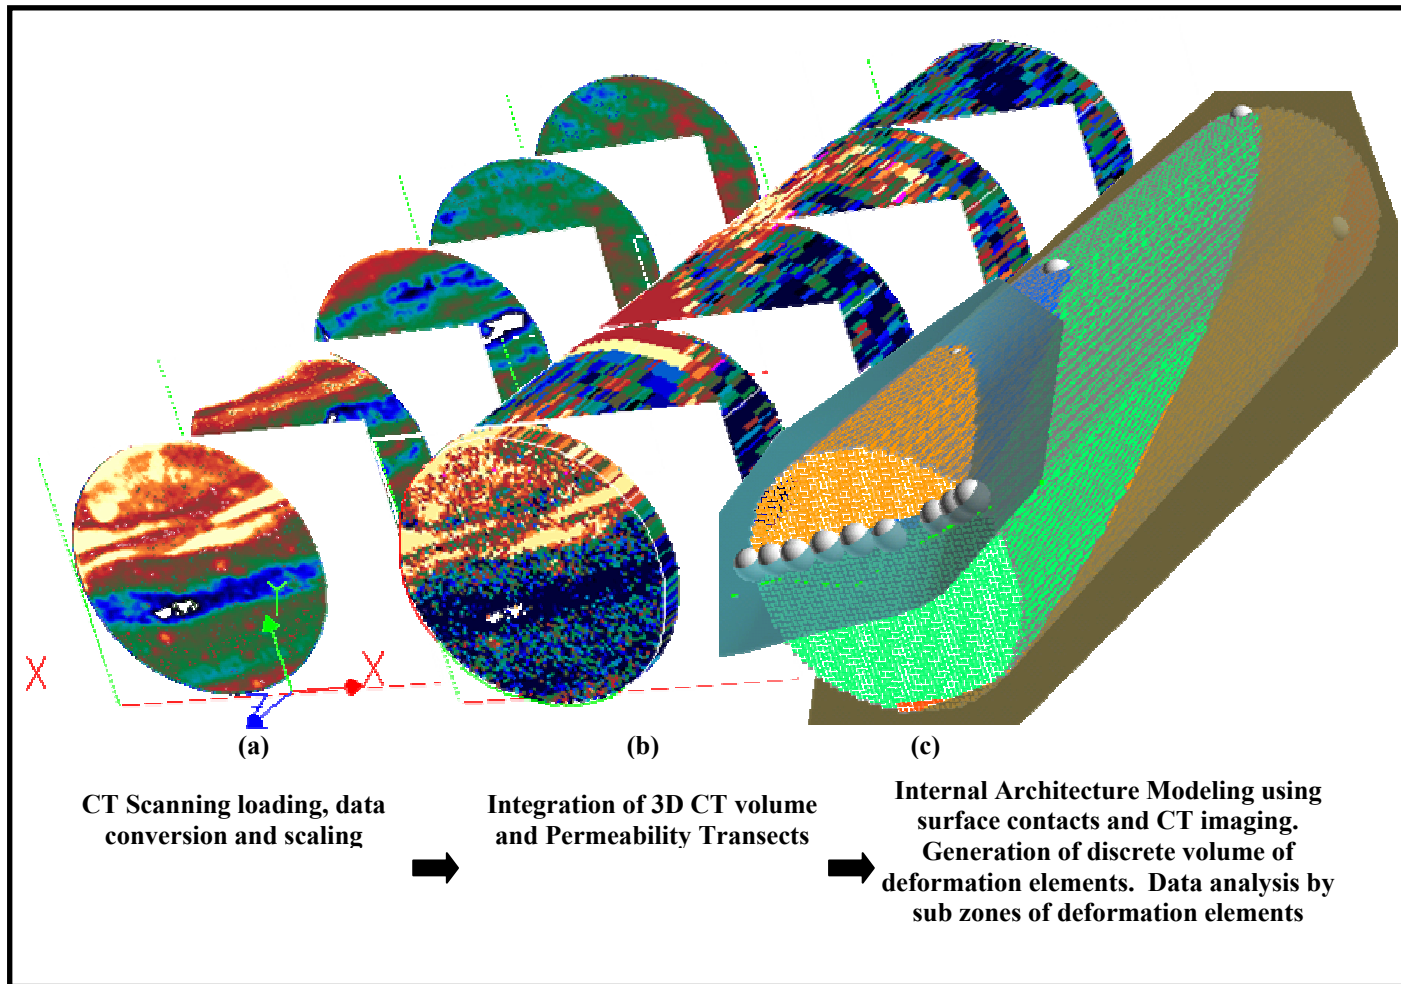 X
X
Y
Z
(a)
(b)
(c)
CT Scanning loading, data
conversion and scaling
Integration of 3D CT volume
and Permeability Transects
Internal Architecture Modeling using
surface contacts and CT imaging.
Generation of discrete volume of
deformation elements. Data analysis by
sub zones of deformation elements